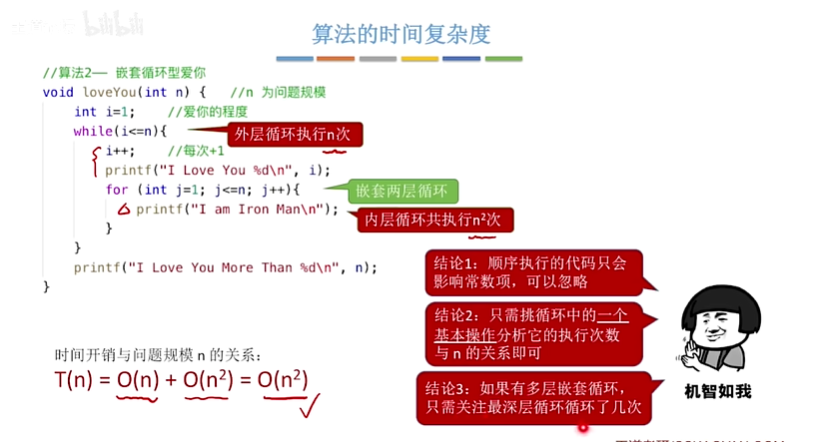 bilibili
算法的时间复杂度
//算法2—— 嵌套循环型爱你
void loveYou(int n) {   //n 为问题规模
    int i=1;    //爱你的程度
    while(i<=n){
外层循环执行n次
        i++;    //每次+1
        printf("I Love You %d\n", i);
        for (int j=1; j<=n; j++){
嵌套两层循环
            printf("I am Iron Man\n");
内层循环共执行n²次
        }
    }
    printf("I Love You More Than %d\n", n);
}
结论1：顺序执行的代码只会
影响常数项，可以忽略
结论2：只需挑循环中的一个
基本操作分析它的执行次数
与 n 的关系即可
结论3：如果有多层嵌套循环，
只需关注最深层循环循环了几次
机智如我
时间开销与问题规模 n 的关系：
T(n) = O(n) + O(n²) = O(n²)